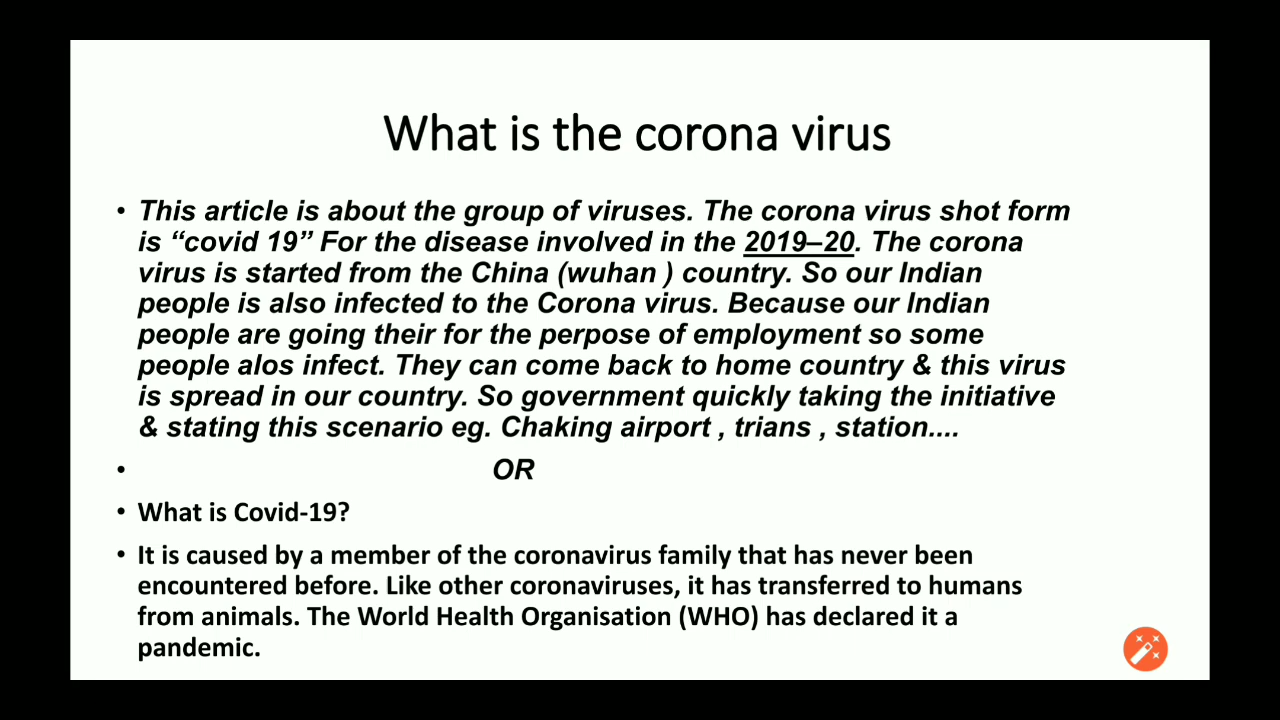 What is the corona virus
• This article is about the group of viruses. The corona virus shot form
is “covid 19” For the disease involved in the 2019–20. The corona
virus is started from the China (wuhan ) country. So our Indian
people is also infected to the Corona virus. Because our Indian
people are going their for the perpose of employment so some
people alos infect. They can come back to home country & this virus
is spread in our country. So government quickly taking the initiative
& stating this scenario eg. Chaking airport , trians , station....
• OR
• What is Covid-19?
• It is caused by a member of the coronavirus family that has never been
encountered before. Like other coronaviruses, it has transferred to humans
from animals. The World Health Organisation (WHO) has declared it a
pandemic.